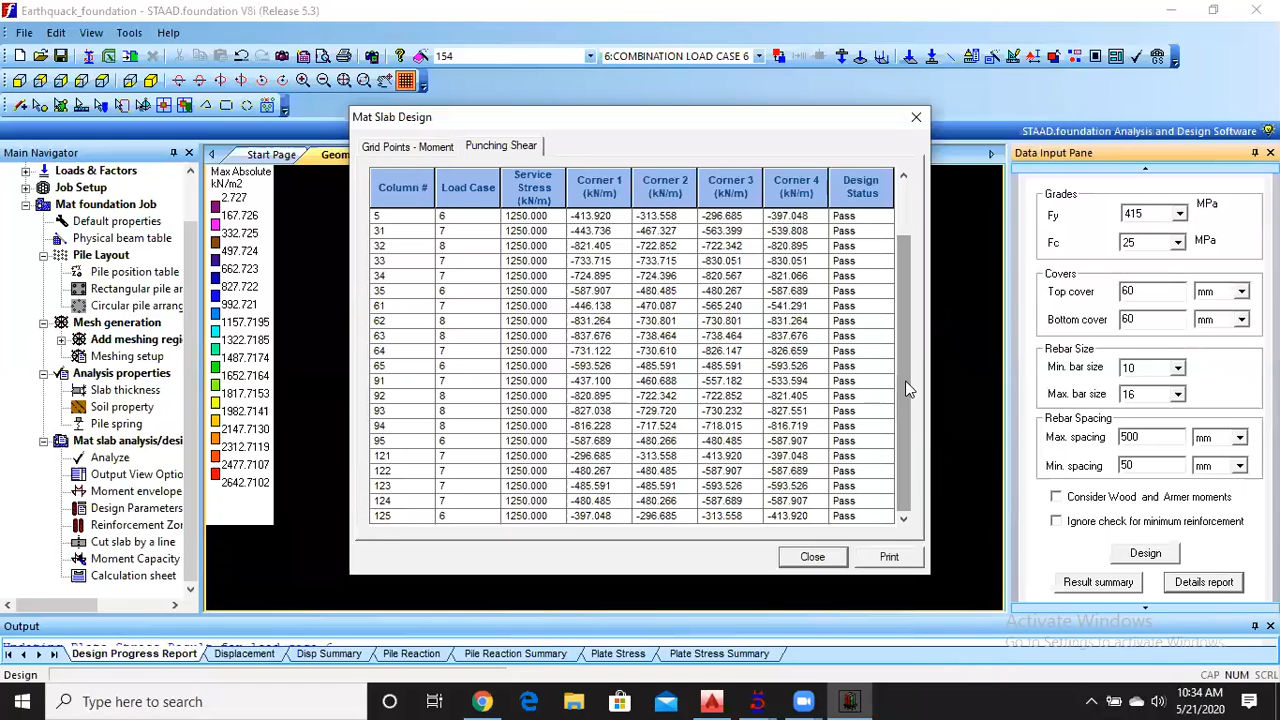 Earthquack_foundation - STAAD.foundation V8i (Release 5.3)
File Edit View Tools Help
154 6:COMBINATION LOAD CASE 6
STAAD.foundation Analysis and Design Software
Main Navigator
Loads & Factors
Job Setup
Mat foundation Job
Default properties
Physical beam table
Pile Layout
Pile position table
Rectangular pile arrang
Circular pile arrang
Mesh generation
Add meshing regi
Meshing setup
Analysis properties
Slab thickness
Soil property
Pile spring
Mat slab analysis/desi
Analyze
Output View Optio
Moment envelope
Design Parameters
Reinforcement Zon
Cut slab by a line
Moment Capacity
Calculation sheet
Start Page Geom
Max Absolute
kN/m2
2.727
167.726
332.725
497.724
662.723
827.722
992.721
1157.7195
1322.7185
1487.7174
1652.7164
1817.7153
1982.7141
2147.7130
2312.7119
2477.7107
2642.7102
Mat Slab Design
Grid Points - Moment Punching Shear
Column # Load Case Service Stress (kN/m) Corner 1 (kN/m) Corner 2 (kN/m) Corner 3 (kN/m) Corner 4 (kN/m) Design Status
5 6 1250.000 -413.920 -313.558 -296.685 -397.048 Pass
31 7 1250.000 -443.736 -467.327 -563.399 -539.808 Pass
32 8 1250.000 -821.405 -722.852 -722.342 -820.895 Pass
33 7 1250.000 -733.715 -733.715 -830.051 -830.051 Pass
34 7 1250.000 -724.895 -724.396 -820.567 -821.066 Pass
35 6 1250.000 -587.907 -480.485 -480.267 -587.689 Pass
61 7 1250.000 -446.138 -470.087 -565.240 -541.291 Pass
62 8 1250.000 -831.264 -730.801 -730.801 -831.264 Pass
63 8 1250.000 -837.676 -738.464 -738.464 -837.676 Pass
64 7 1250.000 -731.122 -730.610 -826.147 -826.659 Pass
65 6 1250.000 -593.526 -485.591 -485.591 -593.526 Pass
91 7 1250.000 -437.100 -460.688 -557.182 -533.594 Pass
92 8 1250.000 -820.895 -722.342 -722.852 -821.405 Pass
93 8 1250.000 -827.038 -729.720 -730.232 -827.551 Pass
94 8 1250.000 -816.228 -717.524 -718.015 -816.719 Pass
95 6 1250.000 -587.689 -480.266 -480.485 -587.907 Pass
121 7 1250.000 -296.685 -313.558 -413.920 -397.048 Pass
122 7 1250.000 -480.267 -480.485 -587.907 -587.689 Pass
123 7 1250.000 -485.591 -485.591 -593.526 -593.526 Pass
124 7 1250.000 -480.485 -480.266 -587.689 -587.907 Pass
125 6 1250.000 -397.048 -296.685 -313.558 -413.920 Pass
Close Print
Data Input Pane
Grades
Fy 415 MPa
Fc 25 MPa
Covers
Top cover 60 mm
Bottom cover 60 mm
Rebar Size
Min. bar size 10
Max. bar size 16
Rebar Spacing
Max. spacing 500 mm
Min. spacing 50 mm
Consider Wood and Armer moments
Ignore check for minimum reinforcement
Design
Result summary Details report
Activate Windows
Go to Settings to activate Windows.
Output
Design Progress Report Displacement Disp Summary Pile Reaction Pile Reaction Summary Plate Stress Plate Stress Summary
Design CAP NUM SCRL
Type here to search
10:34 AM
5/21/2020